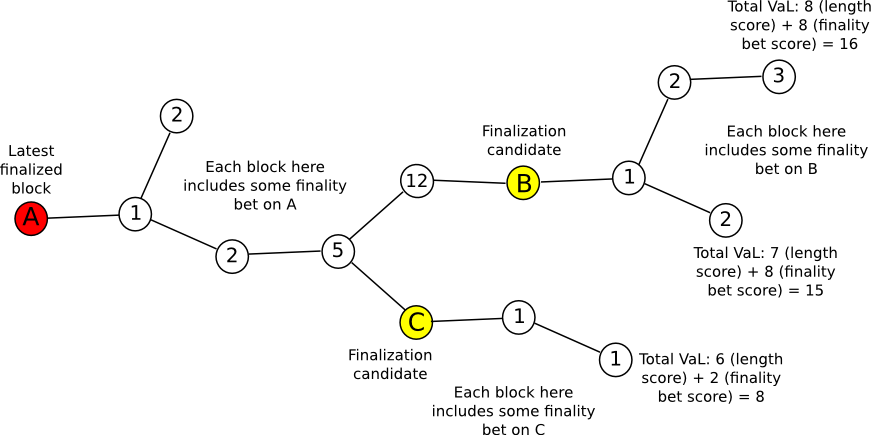 Total VaL: 8 (length
score) + 8 (finality
bet score) = 16
2
3
2
Finalization
candidate
Each block here
includes some finality
bet on B
Latest
finalized
block
Each block here
includes some finality
bet on A
12
B
1
A
1
2
2
5
Total VaL: 7 (length
score) + 8 (finality
bet score) = 15
C
1
Finalization
candidate
1
Total VaL: 6 (length
score) + 2 (finality
bet score) = 8
Each block here
includes some finality
bet on C